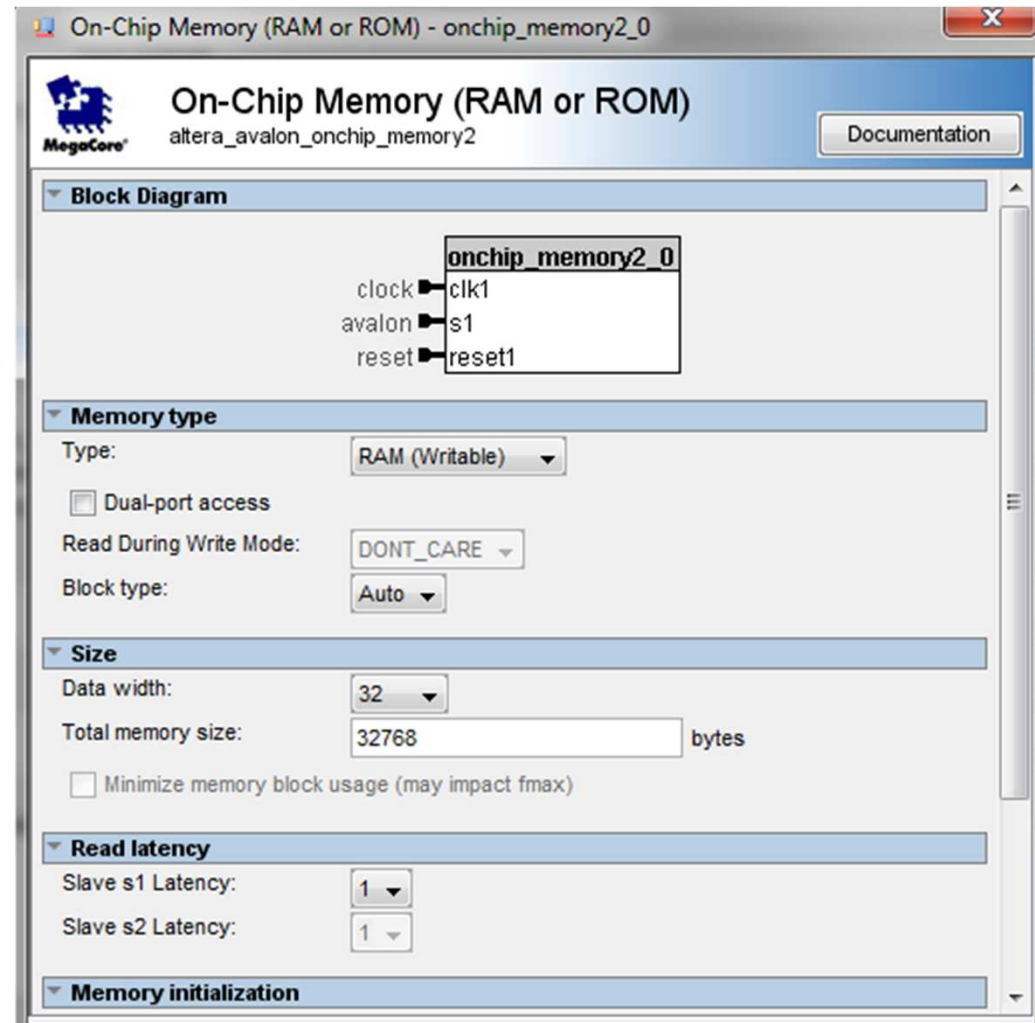 On-Chip Memory (RAM or ROM) - onchip_memory2_0
On-Chip Memory (RAM or ROM)
MegaCore®
altera_avalon_onchip_memory2
Documentation
Block Diagram
onchip_memory2_0
clock clk1
avalon s1
reset reset1
Memory type
Type: RAM (Writable)
Dual-port access
Read During Write Mode: DONT_CARE
Block type: Auto
Size
Data width: 32
Total memory size: 32768 bytes
Minimize memory block usage (may impact fmax)
Read latency
Slave s1 Latency: 1
Slave s2 Latency: 1
Memory initialization